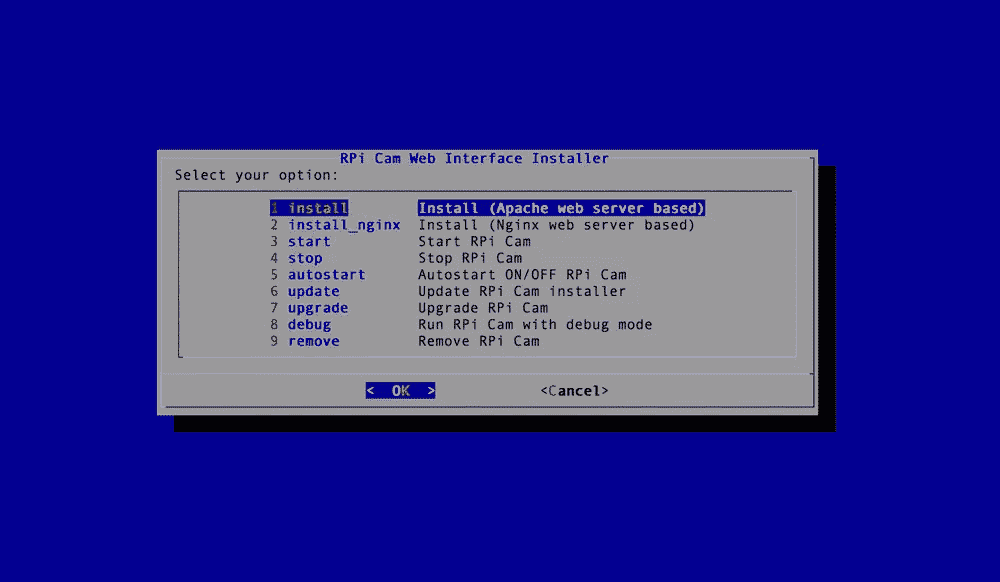 RPi Cam Web Interface Installer
Select your option:
1 install Install (Apache web server based)
2 install_nginx Install (Nginx web server based)
3 start Start RPi Cam
4 stop Stop RPi Cam
5 autostart Autostart ON/OFF RPi Cam
6 update Update RPi Cam installer
7 upgrade Upgrade RPi Cam
8 debug Run RPi Cam with debug mode
9 remove Remove RPi Cam
< OK > <Cancel>